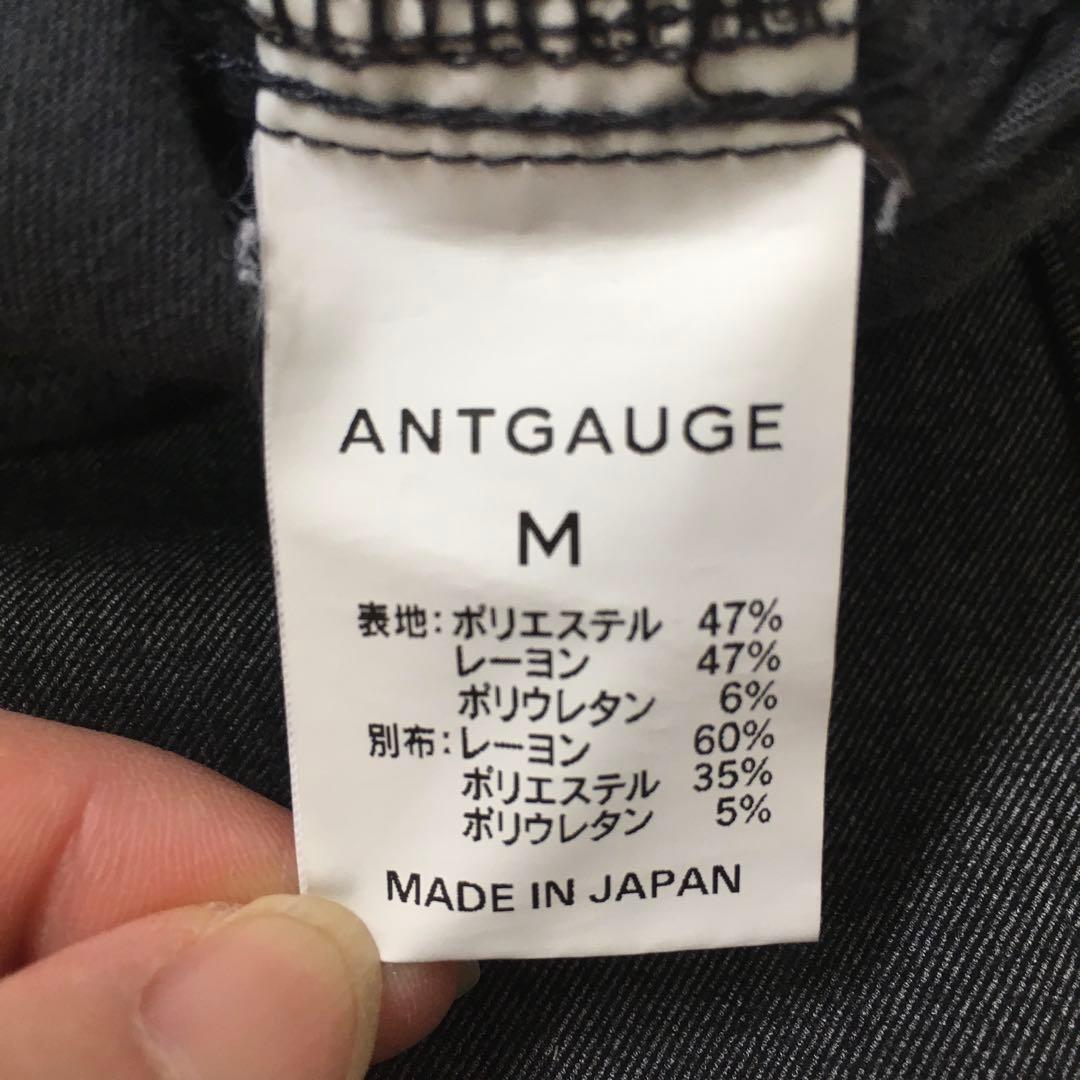 ANTGAUGE
M
表地:ポリエステル 47%
レーヨン 47%
ポリウレタン 6%
別布:レーヨン 60%
ポリエステル 35%
ポリウレタン 5%
MADE IN JAPAN